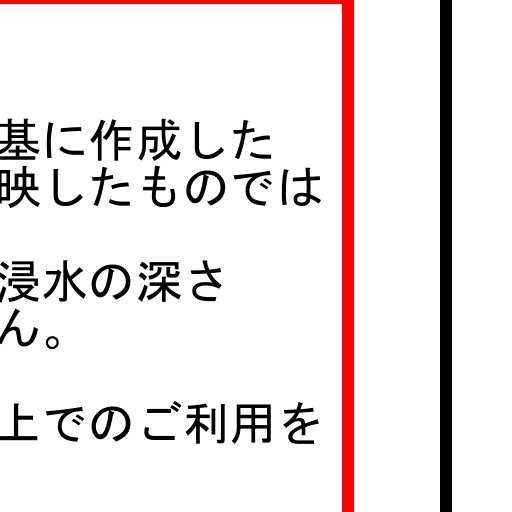 基に作成した
映したものでは
浸水の深さ
ん。
上でのご利用を